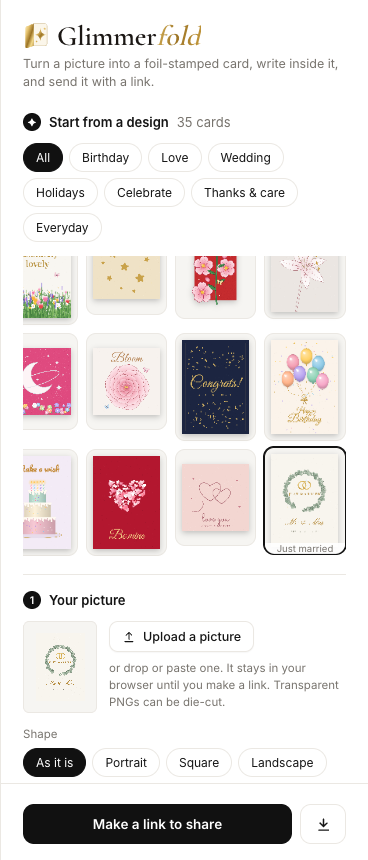 Glimmerfold
Turn a picture into a foil-stamped card, write inside it,
and send it with a link.
Start from a design 35 cards
All
Birthday
Love
Wedding
Holidays
Celebrate
Thanks & care
Everyday
lovely
Bloom
Congrats!
Happy
Birthday
ake a wish
Be mine
love you
Just married
1 Your picture
Upload a picture
or drop or paste one. It stays in your
browser until you make a link. Transparent
PNGs can be die-cut.
Shape
As it is
Portrait
Square
Landscape
Make a link to share